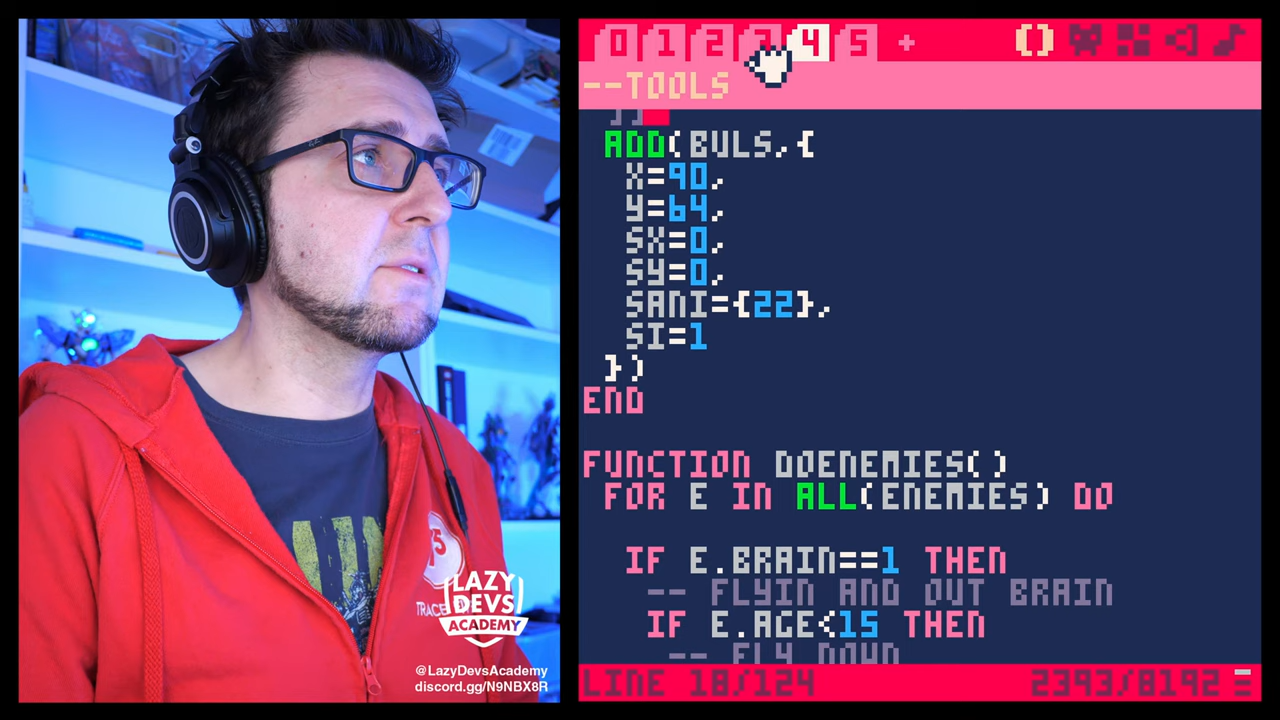 0 1 2 3 4 5 +
--TOOLS
ADD(BULS,{
X=90,
Y=64,
SX=0,
SY=0,
SANI={22},
SI=1
})
END
FUNCTION DOENEMIES()
FOR E IN ALL(ENEMIES) DO
IF E.BRAIN==1 THEN
-- FLYIN AND OUT BRAIN
IF E.AGE<15 THEN
-- FLY DOWN
LINE 18/124
2393/8192
LAZY
DEVS
ACADEMY
@LazyDevsAcademy
discord.gg/N9NBX8R